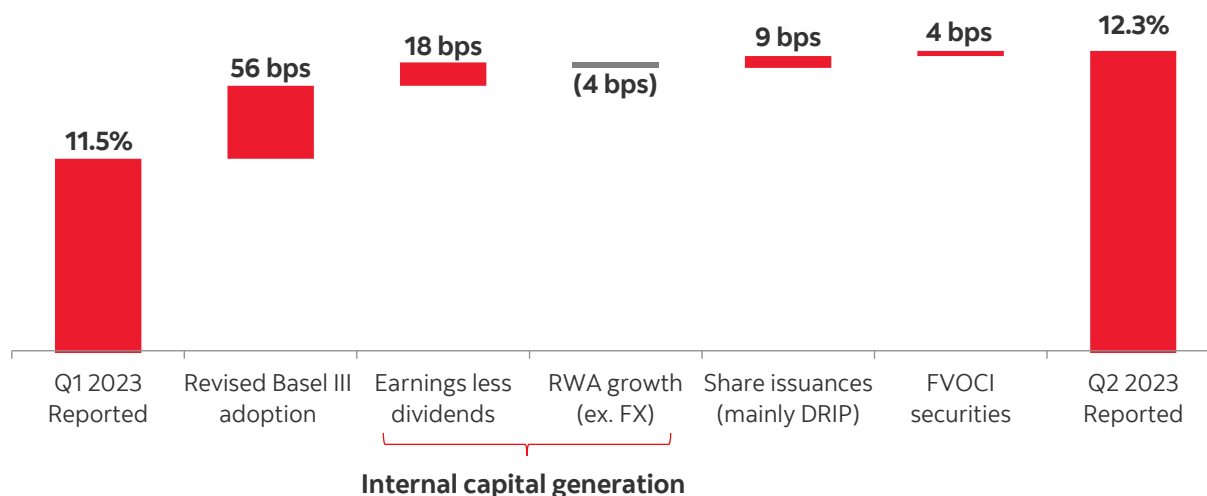 11.5%
56 bps
18 bps
(4 bps)
9 bps
4 bps
12.3%
Q1 2023
Reported
Revised Basel III
adoption
Earnings less
dividends
RWA growth
(ex. FX)
Share issuances
(mainly DRIP)
FVOCI
securities
Q2 2023
Reported
Internal capital generation